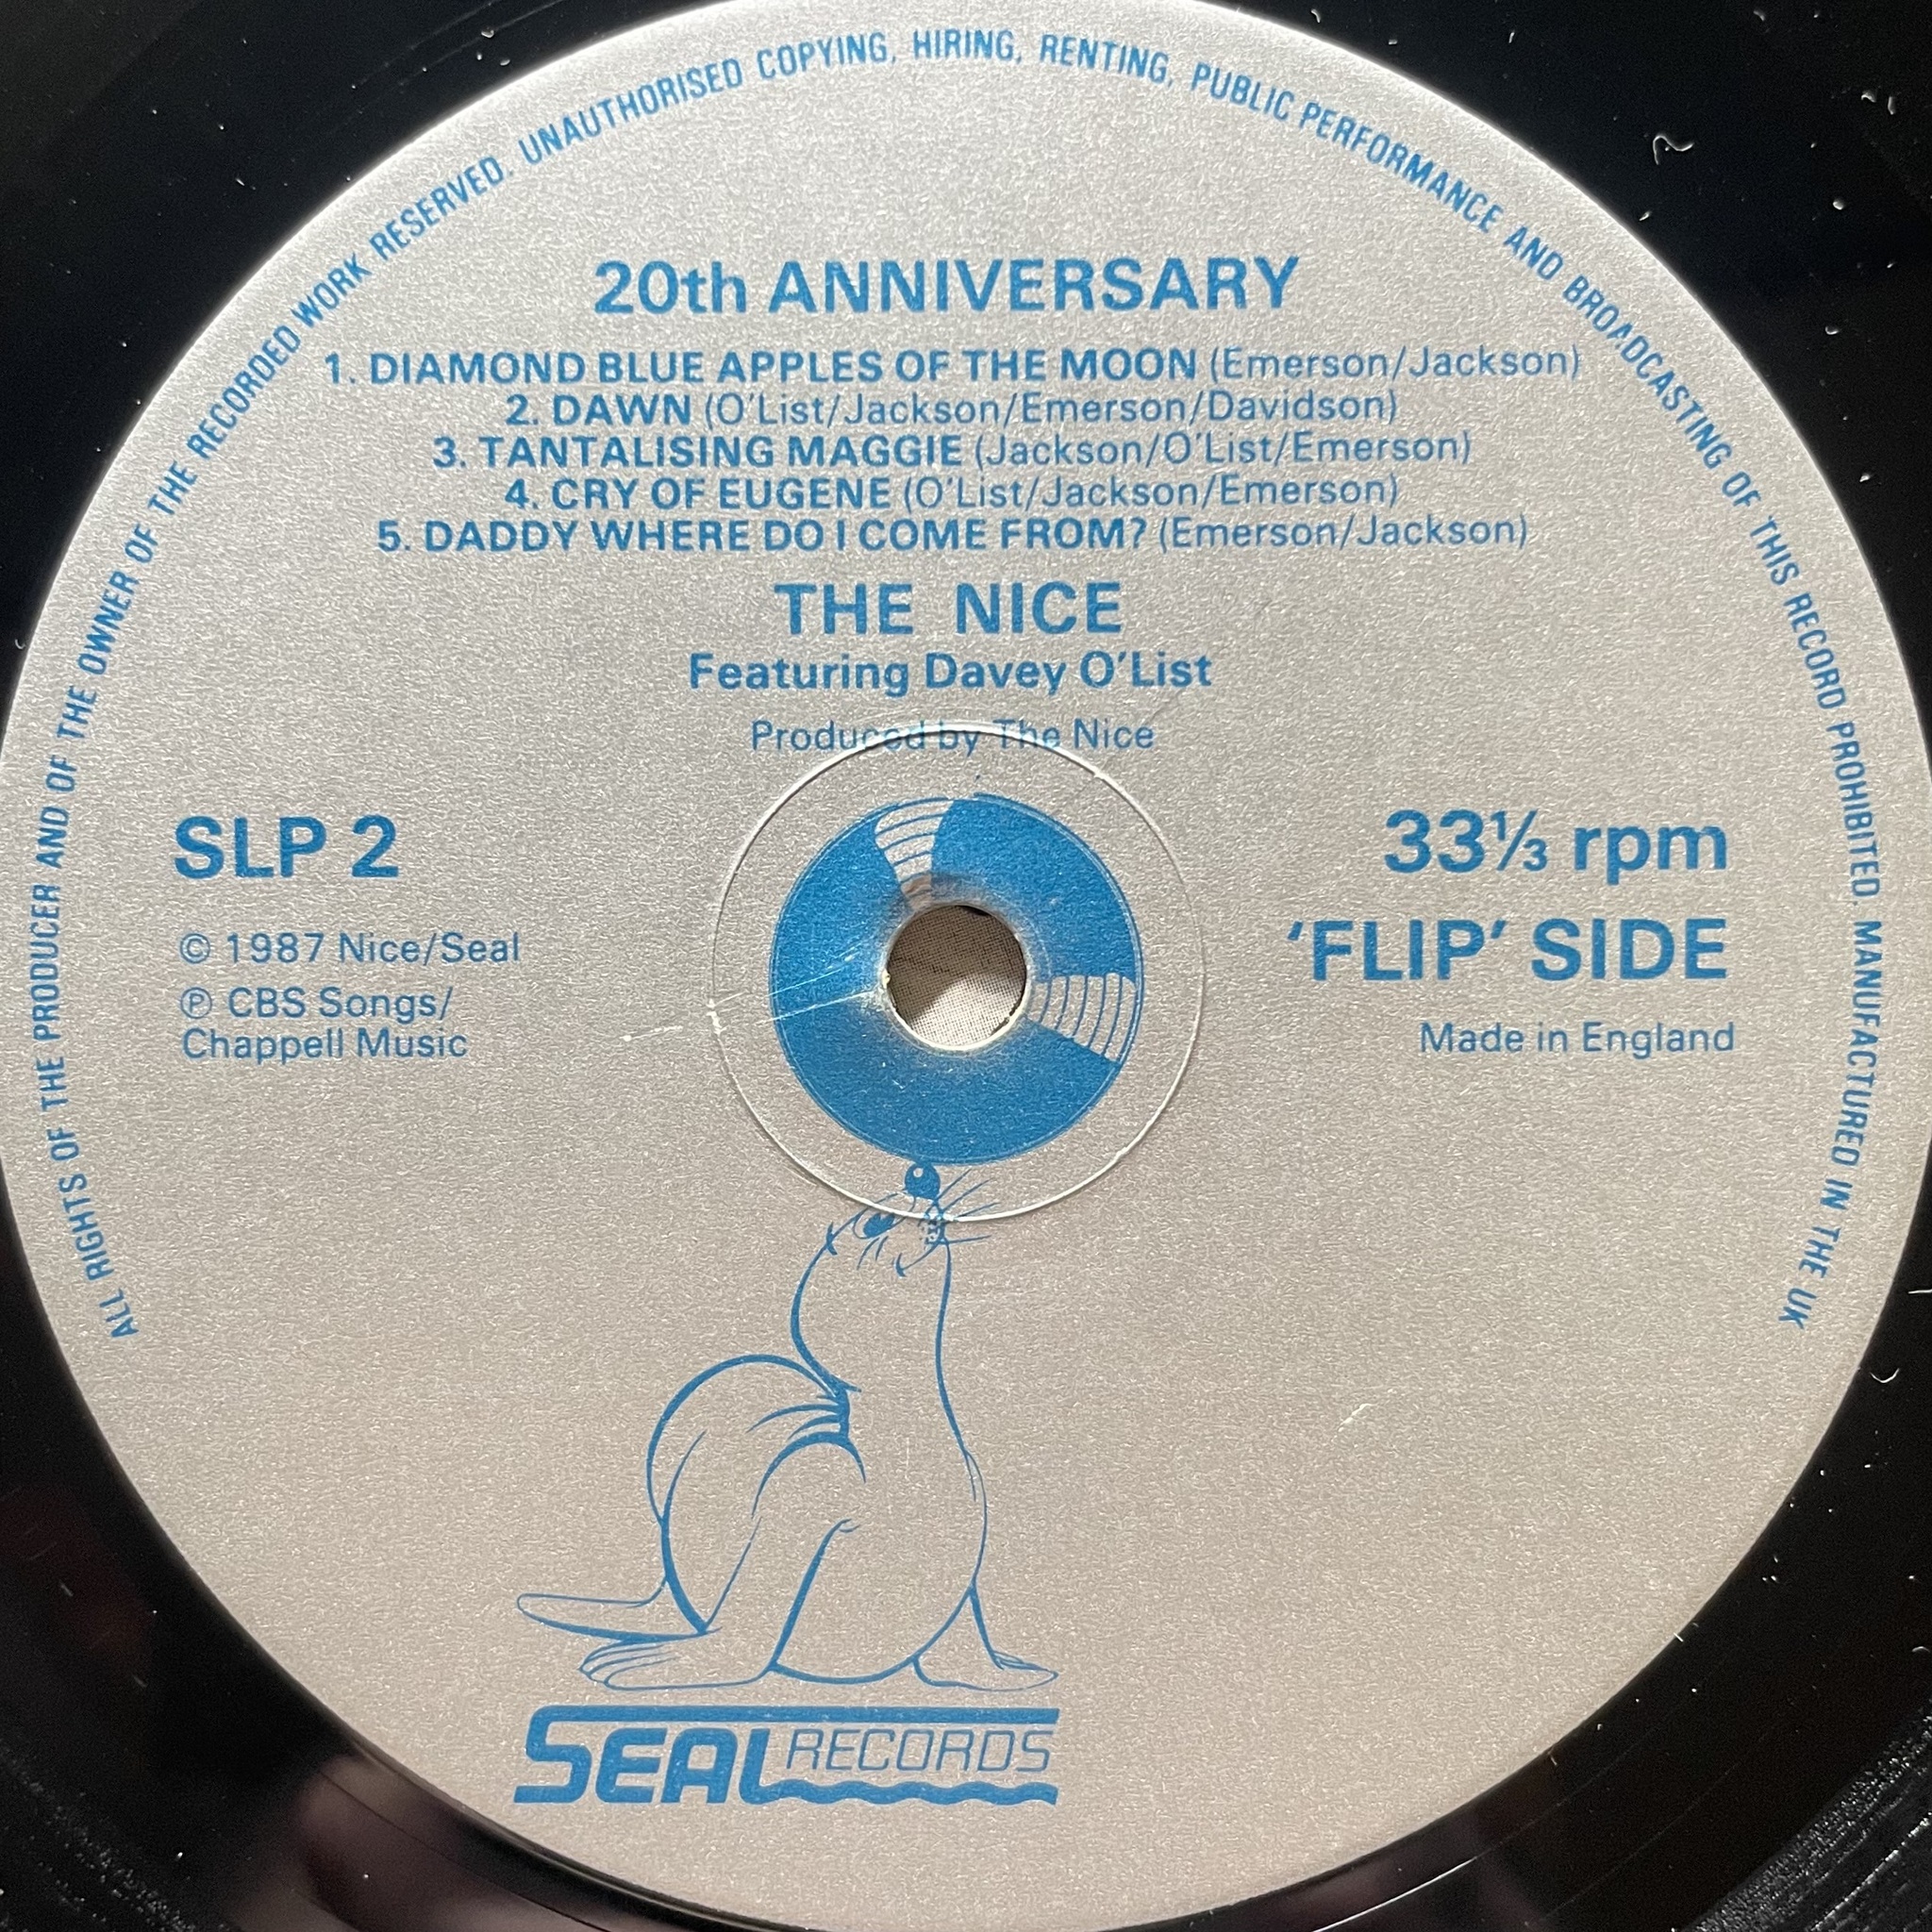 ALL RIGHTS OF THE PRODUCER AND OF THE OWNER OF THE RECORDED WORK RESERVED. UNAUTHORISED COPYING, HIRING, RENTING, PUBLIC PERFORMANCE AND BROADCASTING OF THIS RECORD PROHIBITED. MANUFACTURED IN THE UK
20th ANNIVERSARY
1. DIAMOND BLUE APPLES OF THE MOON (Emerson/Jackson)
2. DAWN (O'List/Jackson/Emerson/Davidson)
3. TANTALISING MAGGIE (Jackson/O'List/Emerson)
4. CRY OF EUGENE (O'List/Jackson/Emerson)
5. DADDY WHERE DO I COME FROM? (Emerson/Jackson)
THE NICE
Featuring Davey O'List
Produced by The Nice
SLP 2
© 1987 Nice/Seal
℗ CBS Songs/
Chappell Music
33⅓ rpm
'FLIP' SIDE
Made in England
SEAL RECORDS